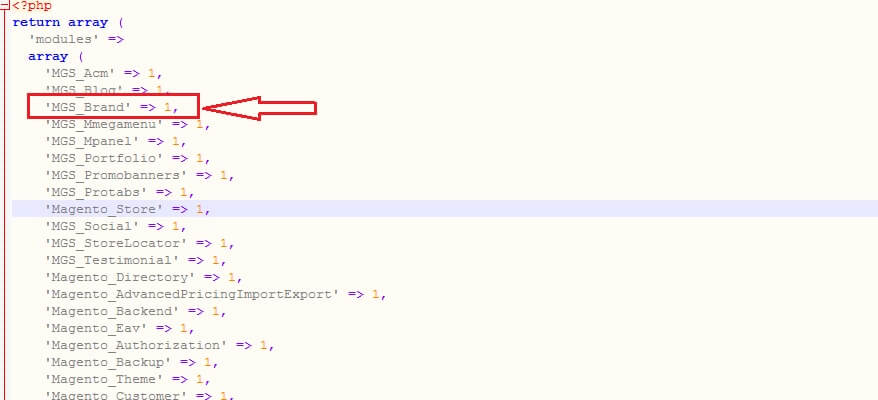 <?php
return array (
'modules' =>
array (
'MGS_Acm' => 1,
'MGS_Blog' => 1,
'MGS_Brand' => 1,
'MGS_Mmegamenu' => 1,
'MGS_Mpanel' => 1,
'MGS_Portfolio' => 1,
'MGS_Promobanners' => 1,
'MGS_Protabs' => 1,
'Magento_Store' => 1,
'MGS_Social' => 1,
'MGS_StoreLocator' => 1,
'MGS_Testimonial' => 1,
'Magento_Directory' => 1,
'Magento_AdvancedPricingImportExport' => 1,
'Magento_Backend' => 1,
'Magento_Eav' => 1,
'Magento_Authorization' => 1,
'Magento_Backup' => 1,
'Magento_Theme' => 1,
'Magento_Customer' => 1,